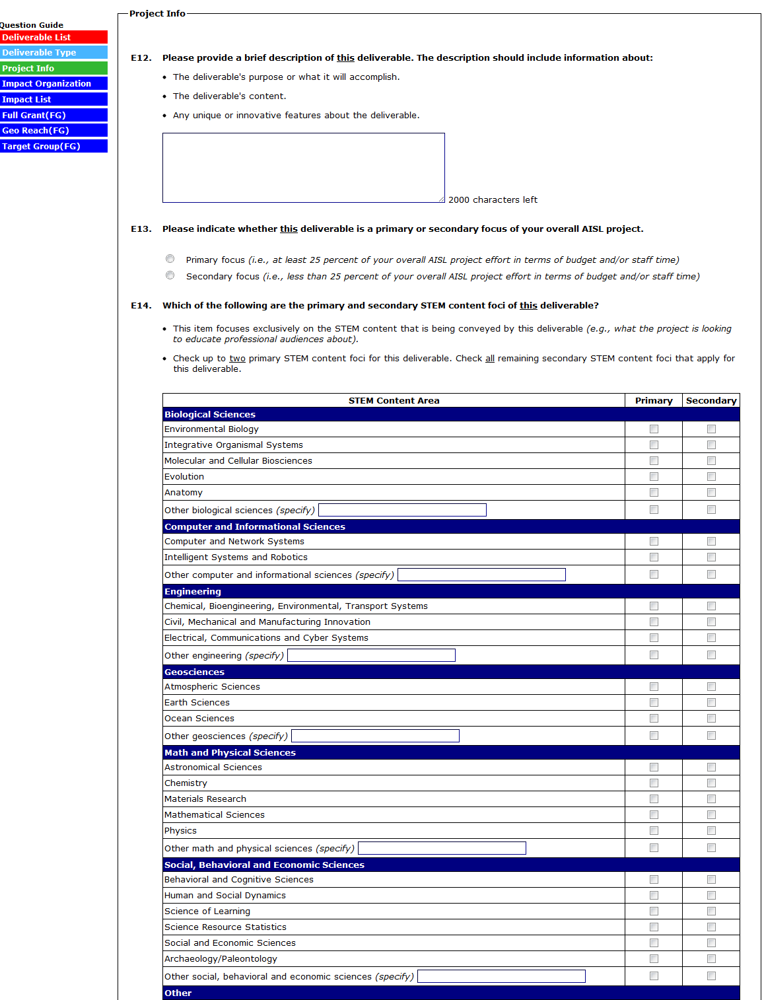 Project Info
Question Guide
Deliverable List
Deliverable Type
Project Info
Impact Organization
Impact List
Full Grant(FG)
Geo Reach(FG)
Target Group(FG)
E12. Please provide a brief description of this deliverable. The description should include information about:
• The deliverable's purpose or what it will accomplish.
• The deliverable's content.
• Any unique or innovative features about the deliverable.
2000 characters left
E13. Please indicate whether this deliverable is a primary or secondary focus of your overall AISL project.
Primary focus (i.e., at least 25 percent of your overall AISL project effort in terms of budget and/or staff time)
Secondary focus (i.e., less than 25 percent of your overall AISL project effort in terms of budget and/or staff time)
E14. Which of the following are the primary and secondary STEM content foci of this deliverable?
• This item focuses exclusively on the STEM content that is being conveyed by this deliverable (e.g., what the project is looking
to educate professional audiences about).
• Check up to two primary STEM content foci for this deliverable. Check all remaining secondary STEM content foci that apply for
this deliverable.
STEM Content Area Primary Secondary
Biological Sciences
Environmental Biology
Integrative Organismal Systems
Molecular and Cellular Biosciences
Evolution
Anatomy
Other biological sciences (specify)
Computer and Informational Sciences
Computer and Network Systems
Intelligent Systems and Robotics
Other computer and informational sciences (specify)
Engineering
Chemical, Bioengineering, Environmental, Transport Systems
Civil, Mechanical and Manufacturing Innovation
Electrical, Communications and Cyber Systems
Other engineering (specify)
Geosciences
Atmospheric Sciences
Earth Sciences
Ocean Sciences
Other geosciences (specify)
Math and Physical Sciences
Astronomical Sciences
Chemistry
Materials Research
Mathematical Sciences
Physics
Other math and physical sciences (specify)
Social, Behavioral and Economic Sciences
Behavioral and Cognitive Sciences
Human and Social Dynamics
Science of Learning
Science Resource Statistics
Social and Economic Sciences
Archaeology/Paleontology
Other social, behavioral and economic sciences (specify)
Other